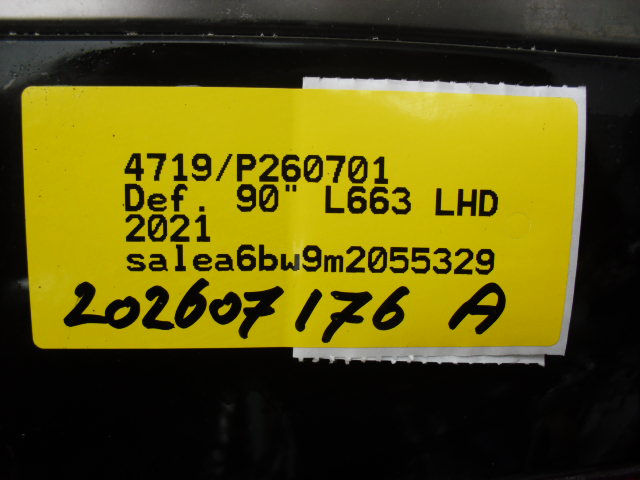 4719/P260701
Def. 90" L663 LHD
2021
salea6bw9m2055329
202607176 A